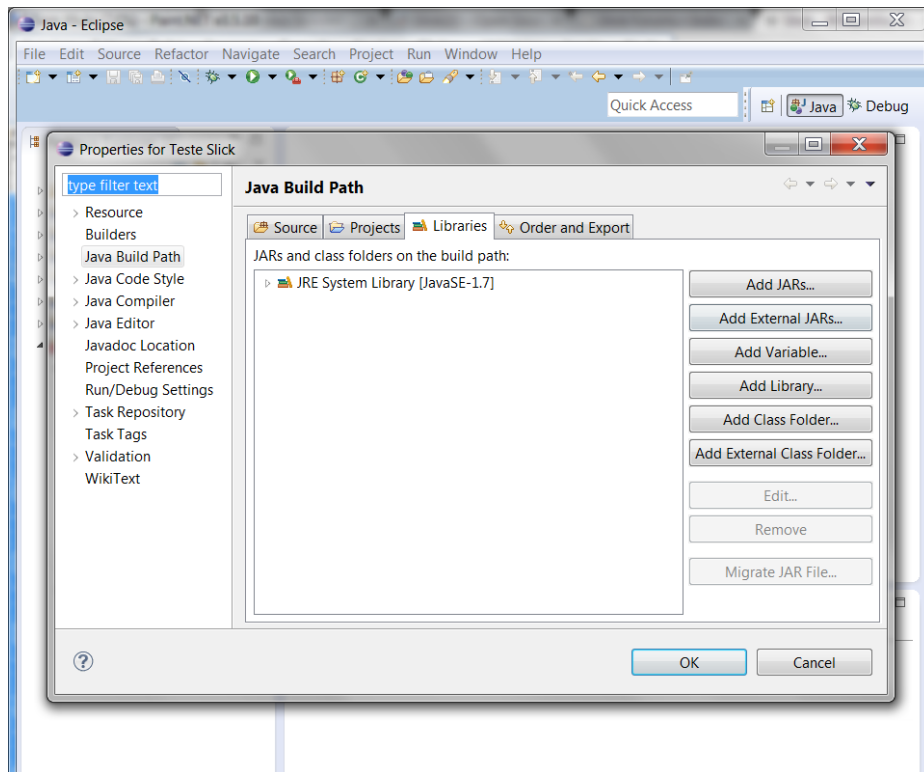 Java - Eclipse
File Edit Source Refactor Navigate Search Project Run Window Help
Quick Access
Java
Debug
Properties for Teste Slick
type filter text
Resource
Builders
Java Build Path
Java Code Style
Java Compiler
Java Editor
Javadoc Location
Project References
Run/Debug Settings
Task Repository
Task Tags
Validation
WikiText
Java Build Path
Source Projects Libraries Order and Export
JARs and class folders on the build path:
JRE System Library [JavaSE-1.7]
Add JARs...
Add External JARs...
Add Variable...
Add Library...
Add Class Folder...
Add External Class Folder...
Edit...
Remove
Migrate JAR File...
?
OK
Cancel